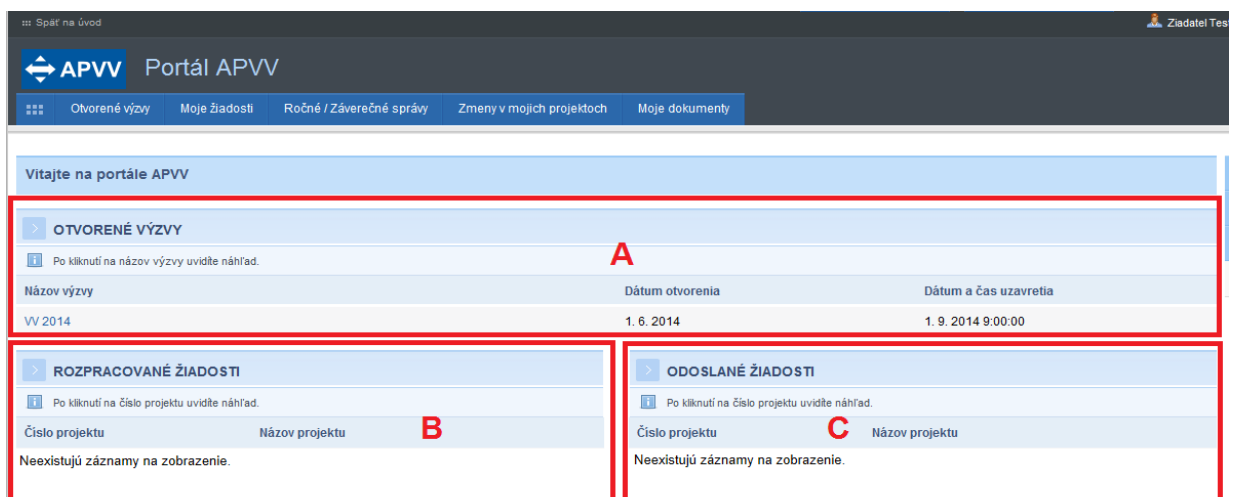 Späť na úvod
Ziadatel Tes
APVV Portál APVV
Otvorené výzvy Moje žiadosti Ročné / Záverečné správy Zmeny v mojich projektoch Moje dokumenty
Vitajte na portále APVV
OTVORENÉ VÝZVY
Po kliknutí na názov výzvy uvidíte náhľad.
A
Názov výzvy Dátum otvorenia Dátum a čas uzavretia
VV 2014 1. 6. 2014 1. 9. 2014 9:00:00
ROZPRACOVANÉ ŽIADOSTI
Po kliknutí na číslo projektu uvidíte náhľad.
Číslo projektu Názov projektu B
Neexistujú záznamy na zobrazenie.
ODOSLANÉ ŽIADOSTI
Po kliknutí na číslo projektu uvidíte náhľad.
Číslo projektu C Názov projektu
Neexistujú záznamy na zobrazenie.